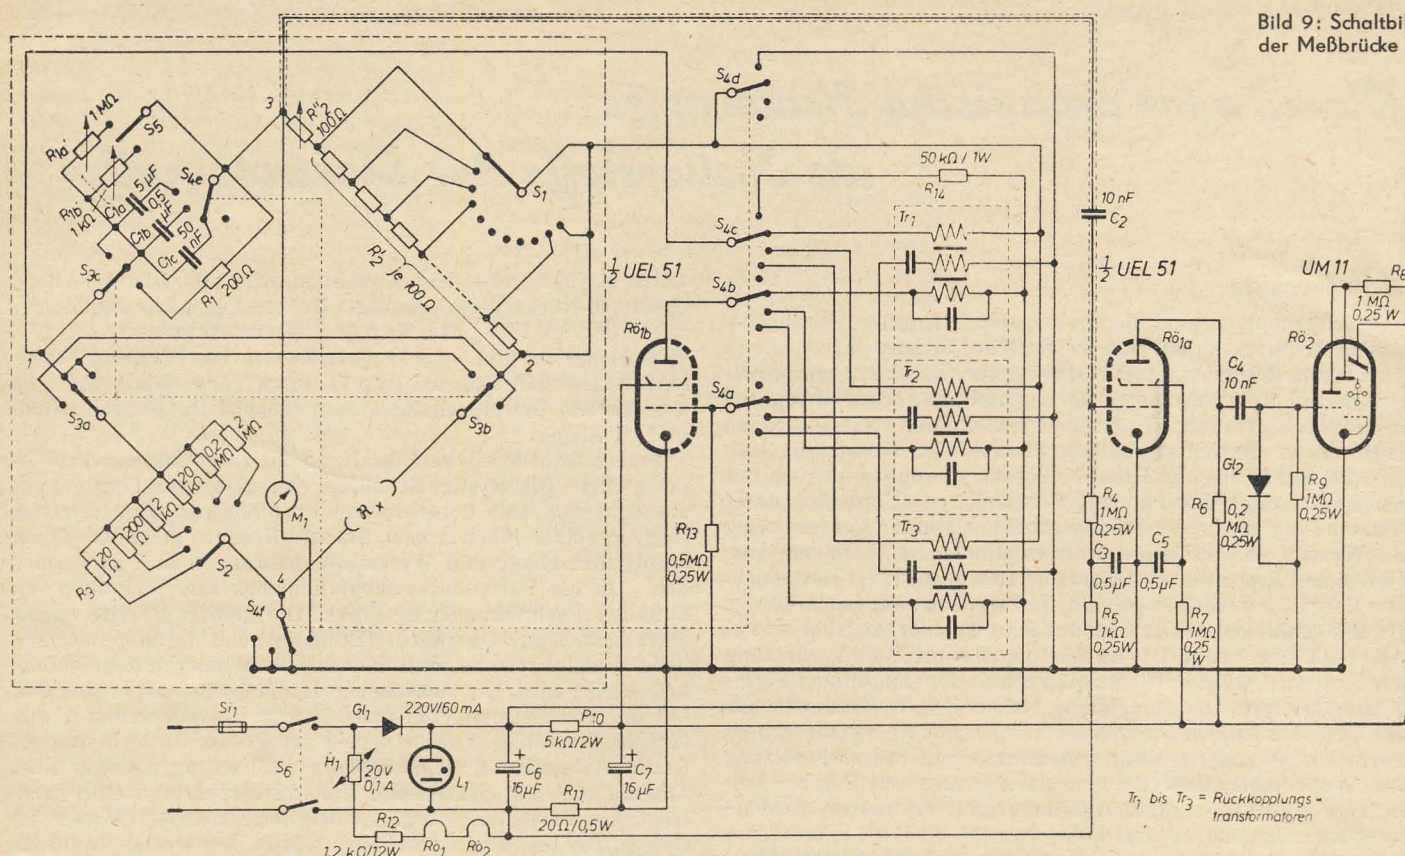 Bild 9: Schaltbi
der Meßbrücke
3
S4d
R"2
100Ω
1 MΩ
S5
R1a'
S4e
5 µF
0,5 µF
50 nF
R1b'
1 kΩ
C1a
C1b
C1c
S3c
R1
200Ω
R'2 je 100Ω
S1
50 kΩ / 1W
R14
Tr1
S4c
S4b
10 nF
C2
½ UEL 51
½ UEL 51
UM 11
R8
1 MΩ
0,25 W
Rö1b
Rö1a
Rö2
1
2
C4
10 nF
Tr2
S4a
S3a
S3b
2 MΩ
0,2 MΩ
20 kΩ
2 kΩ
200 Ω
20 Ω
R3
S2
M1
Rx
4
S4f
R13
0,5MΩ
0,25W
Tr3
R4
1MΩ
0,25W
C3
0,5µF
C5
0,5µF
R5
1kΩ
0,25W
R7
1MΩ
0,25
W
R6
0,2
MΩ
0,25W
Gl2
R9
1MΩ
0,25W
Si1
Gl1
220V/60mA
R10
5 kΩ/2W
S6
H1
20V
0,1 A
L1
+
C6
16µF
+
C7
16µF
R11
20Ω/0,5W
R12
1,2 kΩ/12W
Rö1
Rö2
Tr1 bis Tr3 = Rückkopplungs-
transformatoren